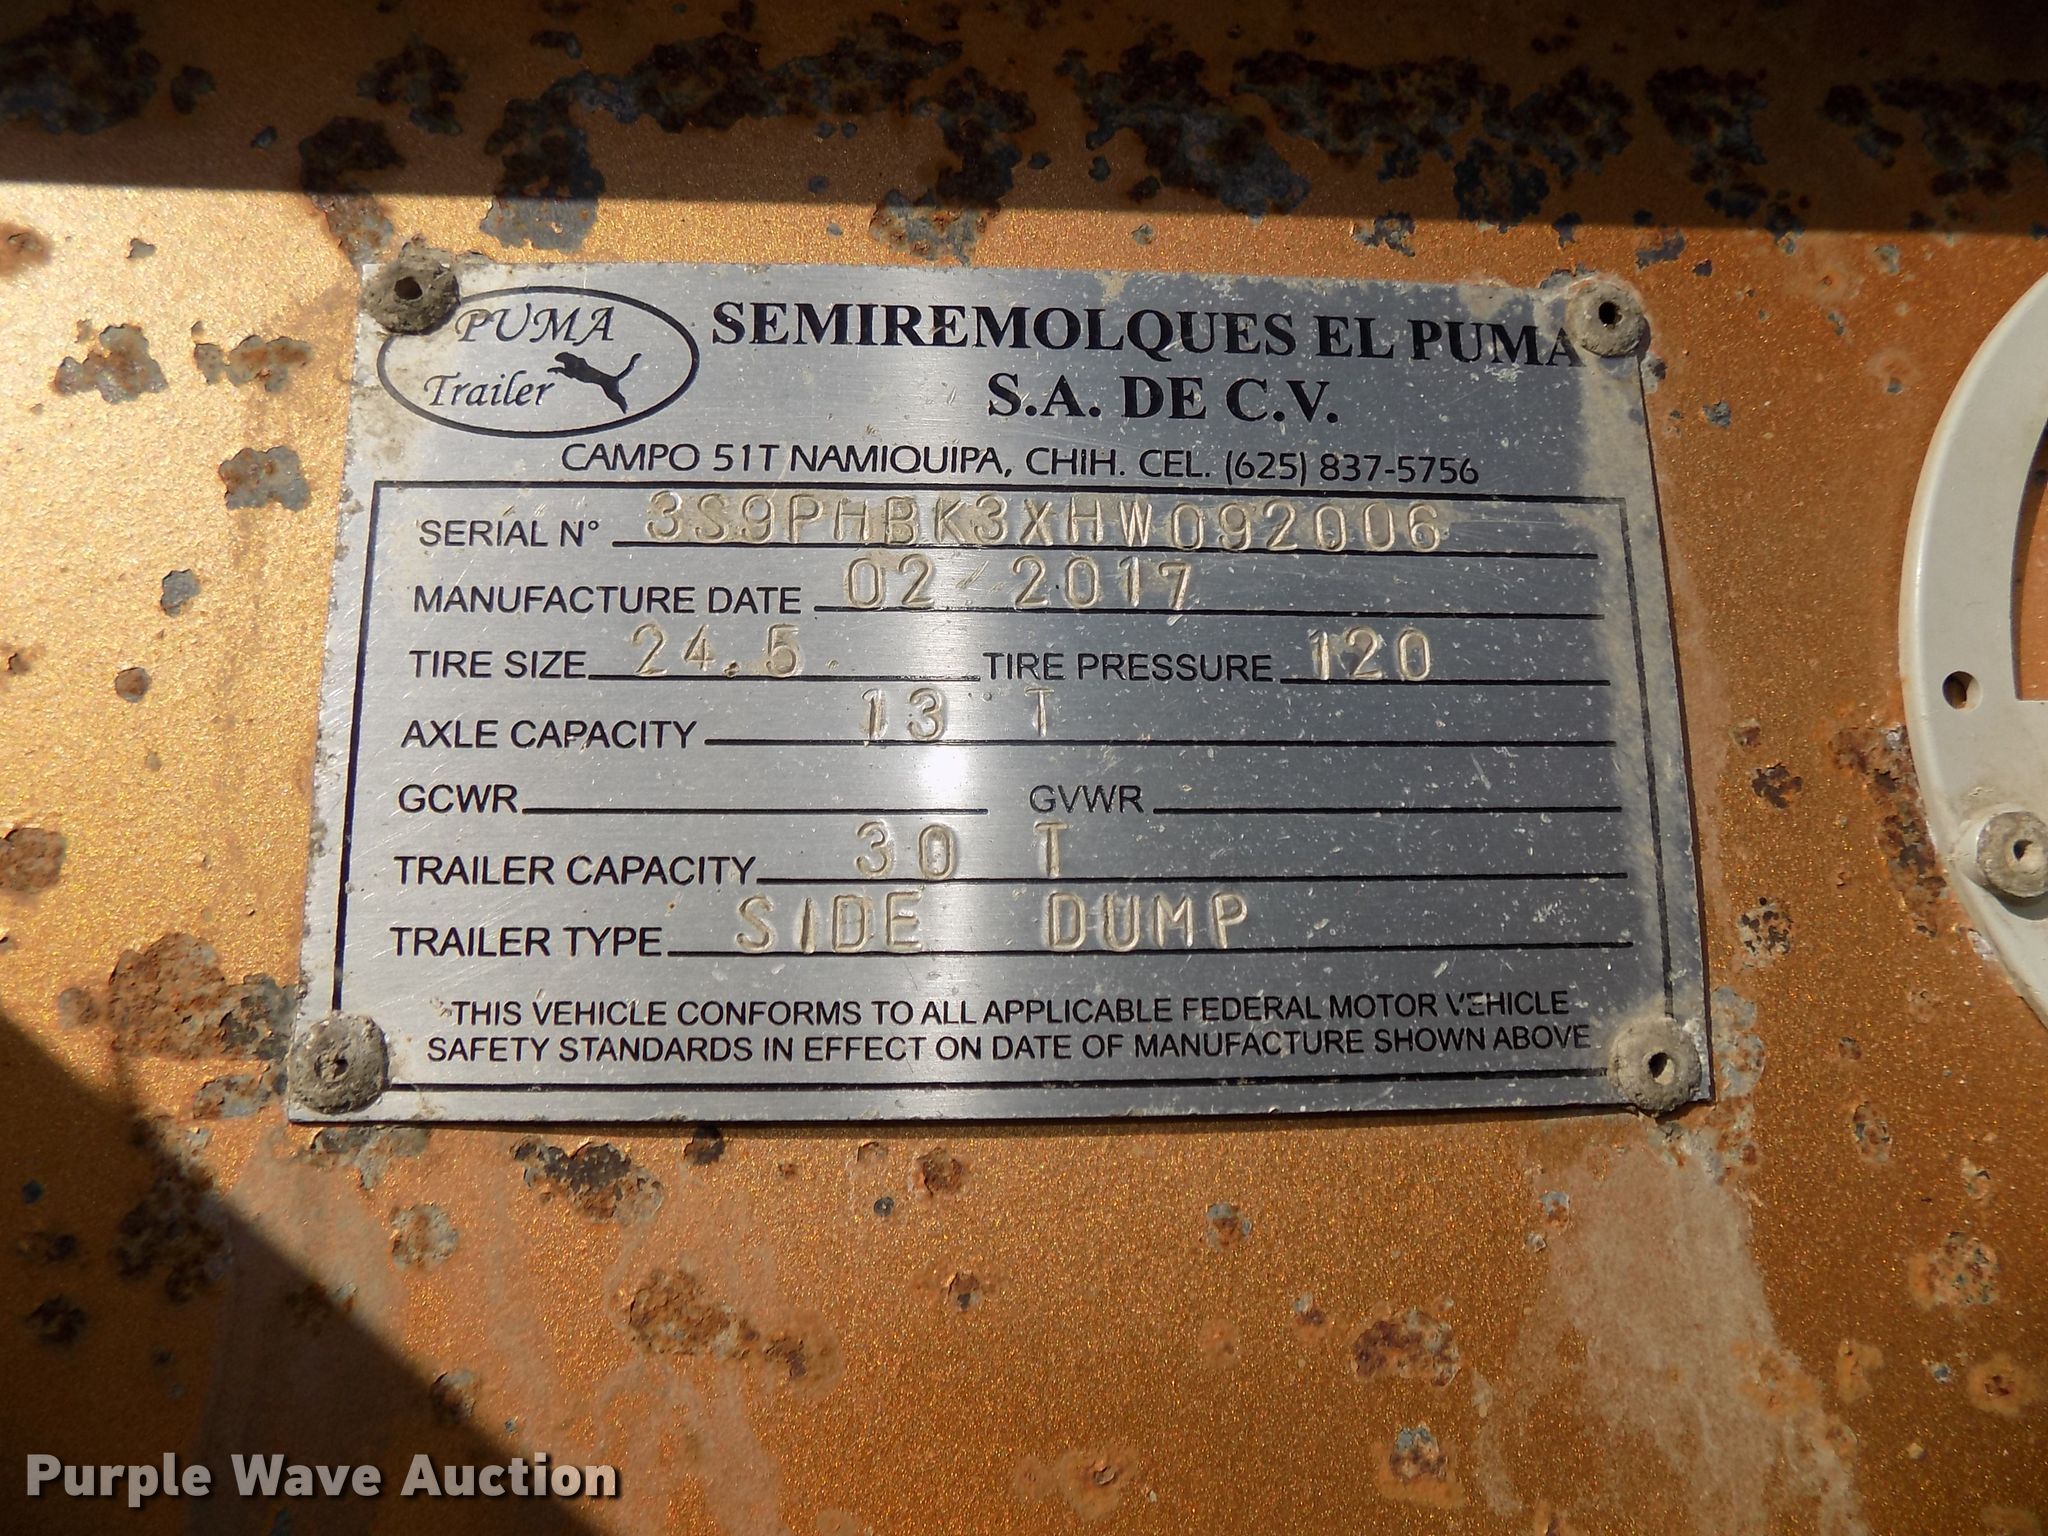 PUMA
Trailer
SEMIREMOLQUES EL PUMA
S.A. DE C.V.
CAMPO 51T NAMIQUIPA, CHIH. CEL. (625) 837-5756
SERIAL N° 3S9PHBK3XHW092006
MANUFACTURE DATE 02 2017
TIRE SIZE 24.5 TIRE PRESSURE 120
AXLE CAPACITY 13 T
GCWR GVWR
TRAILER CAPACITY 30 T
TRAILER TYPE SIDE DUMP
THIS VEHICLE CONFORMS TO ALL APPLICABLE FEDERAL MOTOR VEHICLE
SAFETY STANDARDS IN EFFECT ON DATE OF MANUFACTURE SHOWN ABOVE
Purple Wave Auction